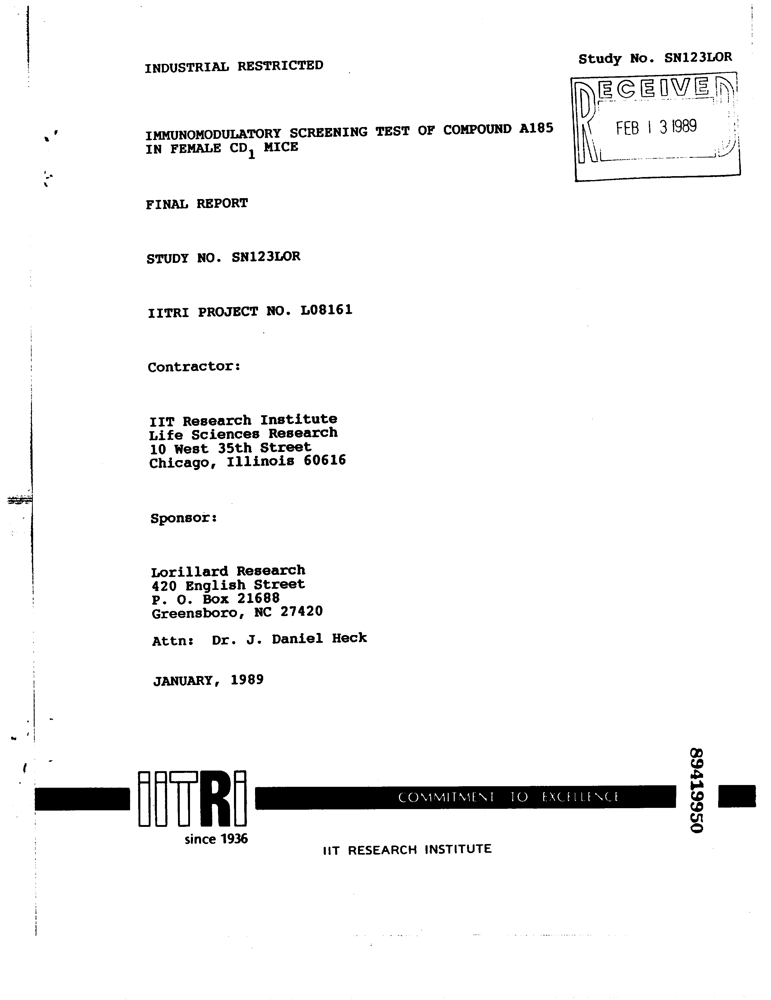 Study No. SN123LOR
INDUSTRIAL RESTRICTED
RECEIVED
FEB 13 1989
IMMUNOMODULATORY SCREENING TEST OF COMPOUND A185
IN FEMALE CD1 MICE
FINAL REPORT
STUDY NO. SN123LOR
IITRI PROJECT NO. L08161
Contractor:
IIT Research Institute
Life Sciences Research
10 West 35th Street
Chicago, Illinois 60616
Sponsor:
Lorillard Research
420 English Street
P. O. Box 21688
Greensboro, NC 27420
Attn: Dr. J. Daniel Heck
JANUARY, 1989
89419950
IITRI
COMMITMENT TO EXCELLENCE
since 1936
IIT RESEARCH INSTITUTE